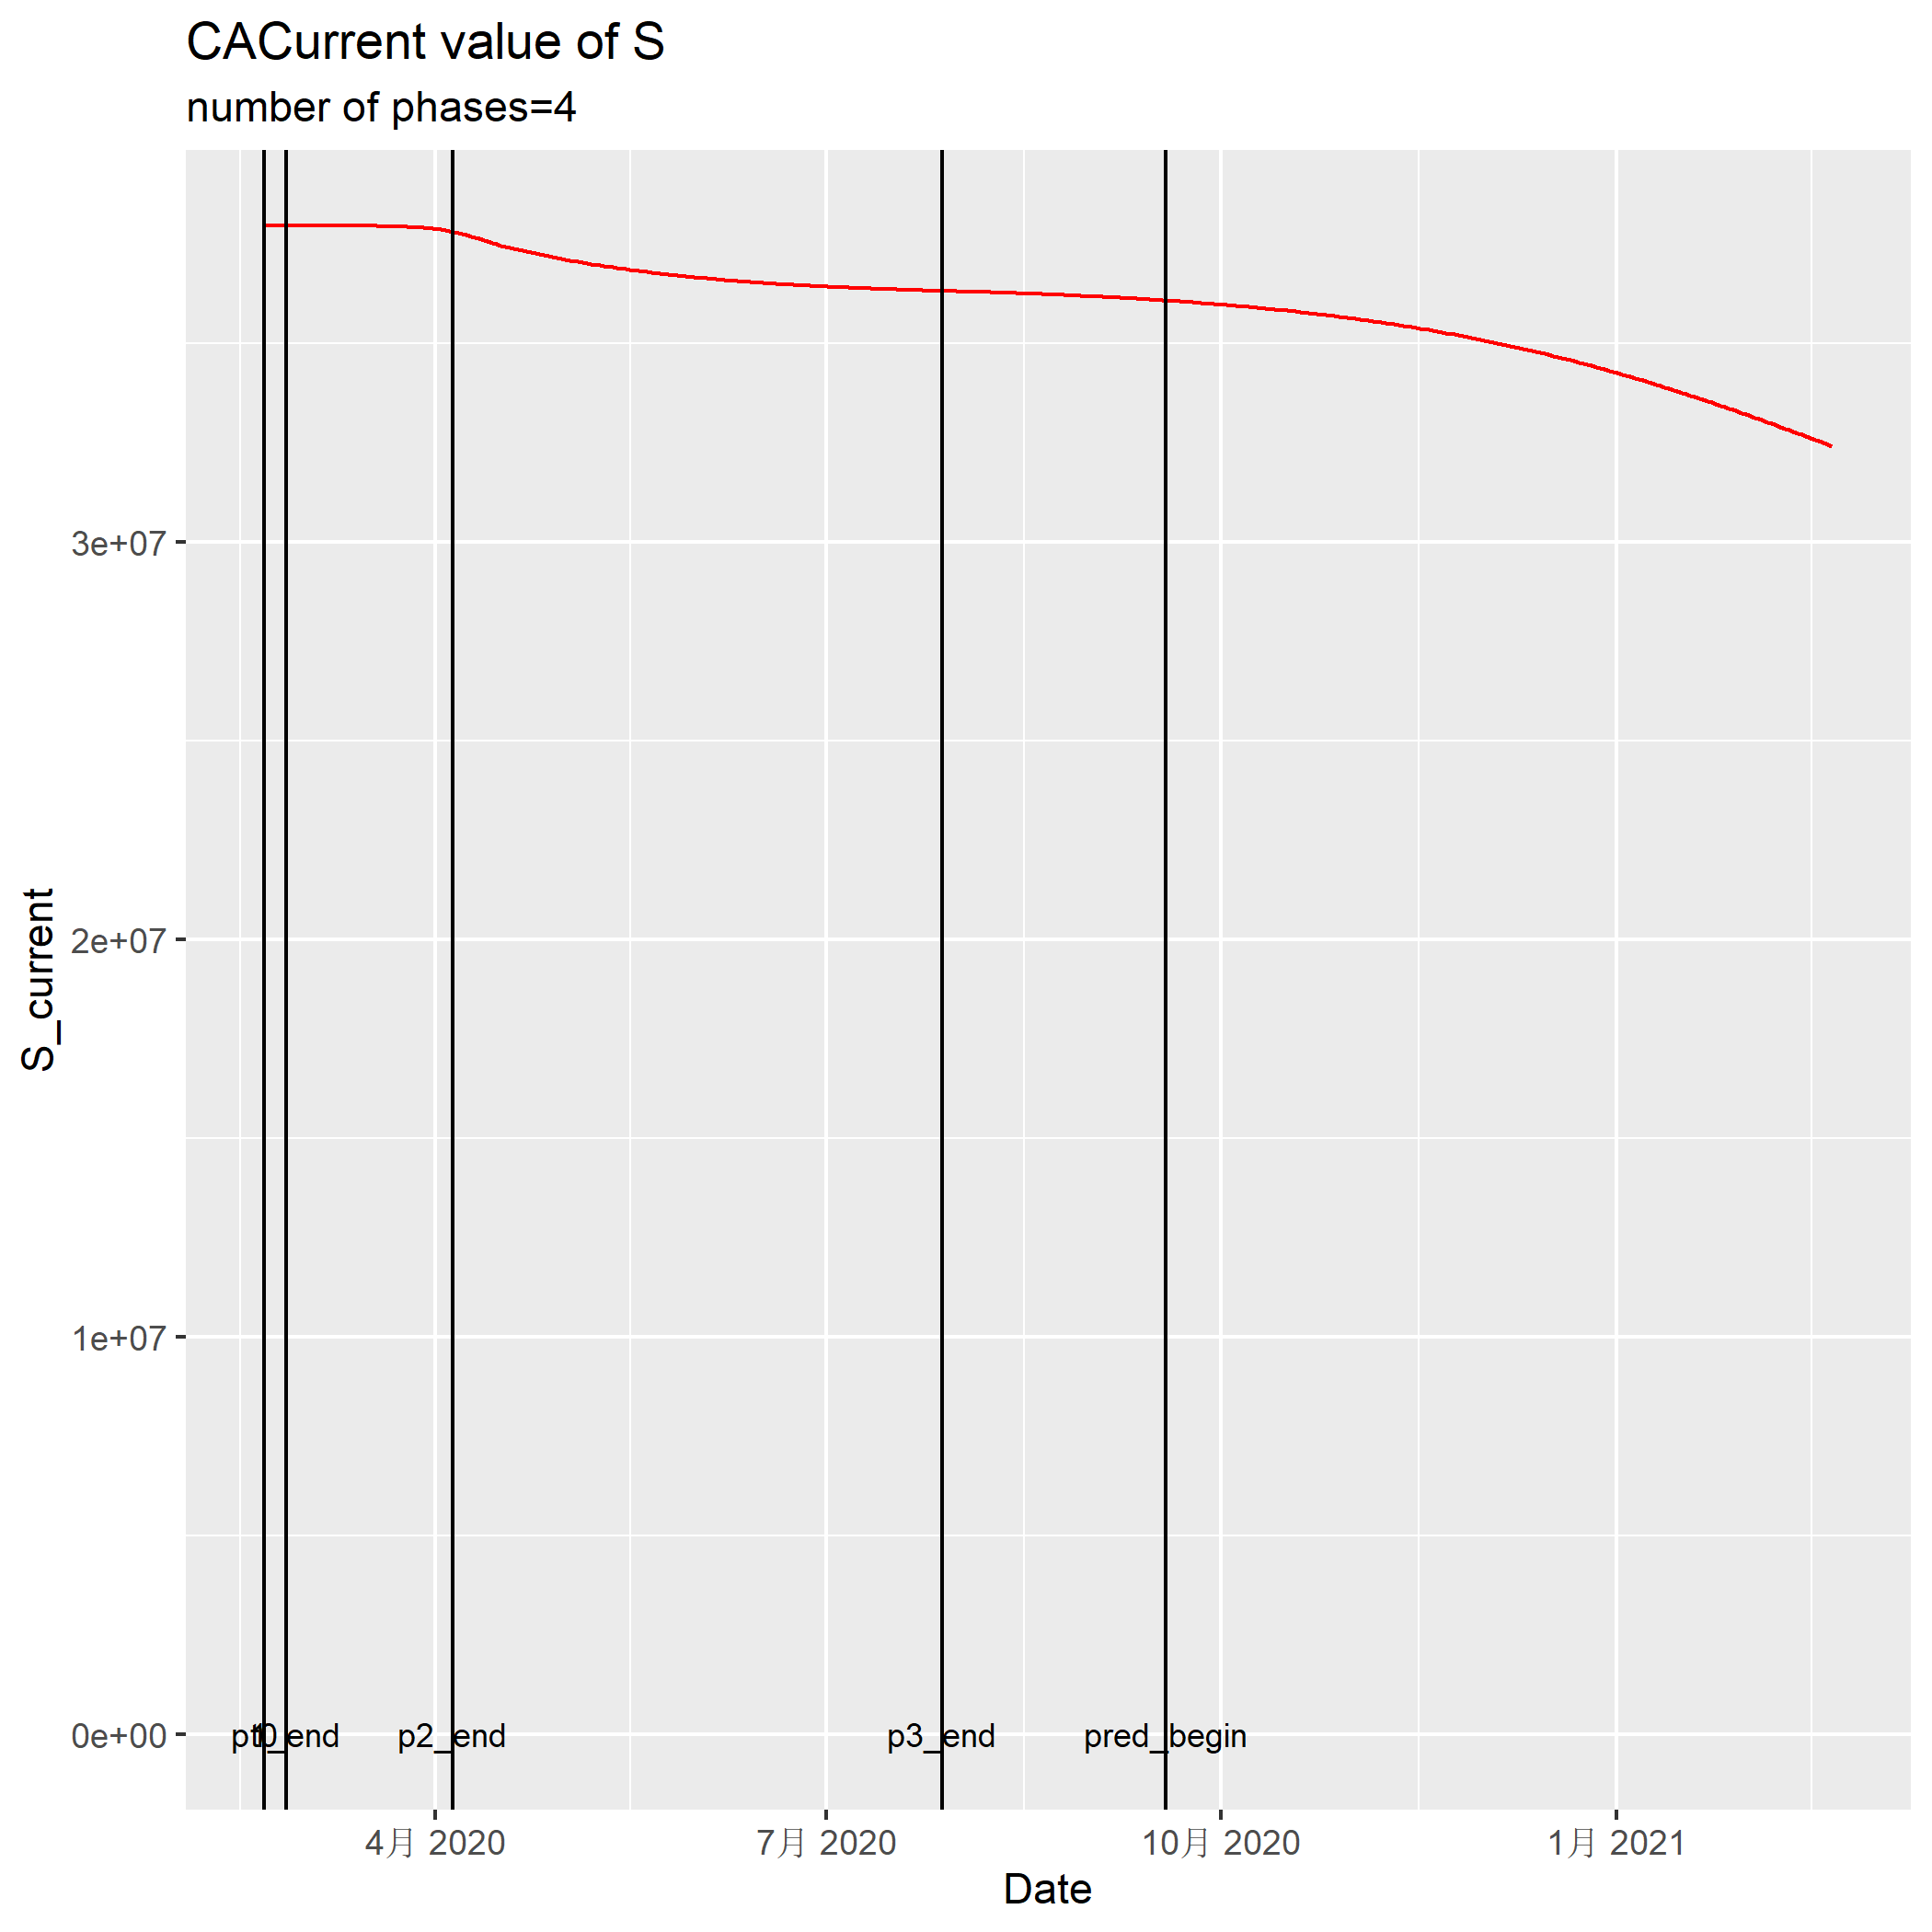 CACurrent value of S
number of phases=4
S_current
3e+07
2e+07
1e+07
0e+00
p2_end
p3_end
pred_begin
4月 2020
7月 2020
10月 2020
1月 2021
Date